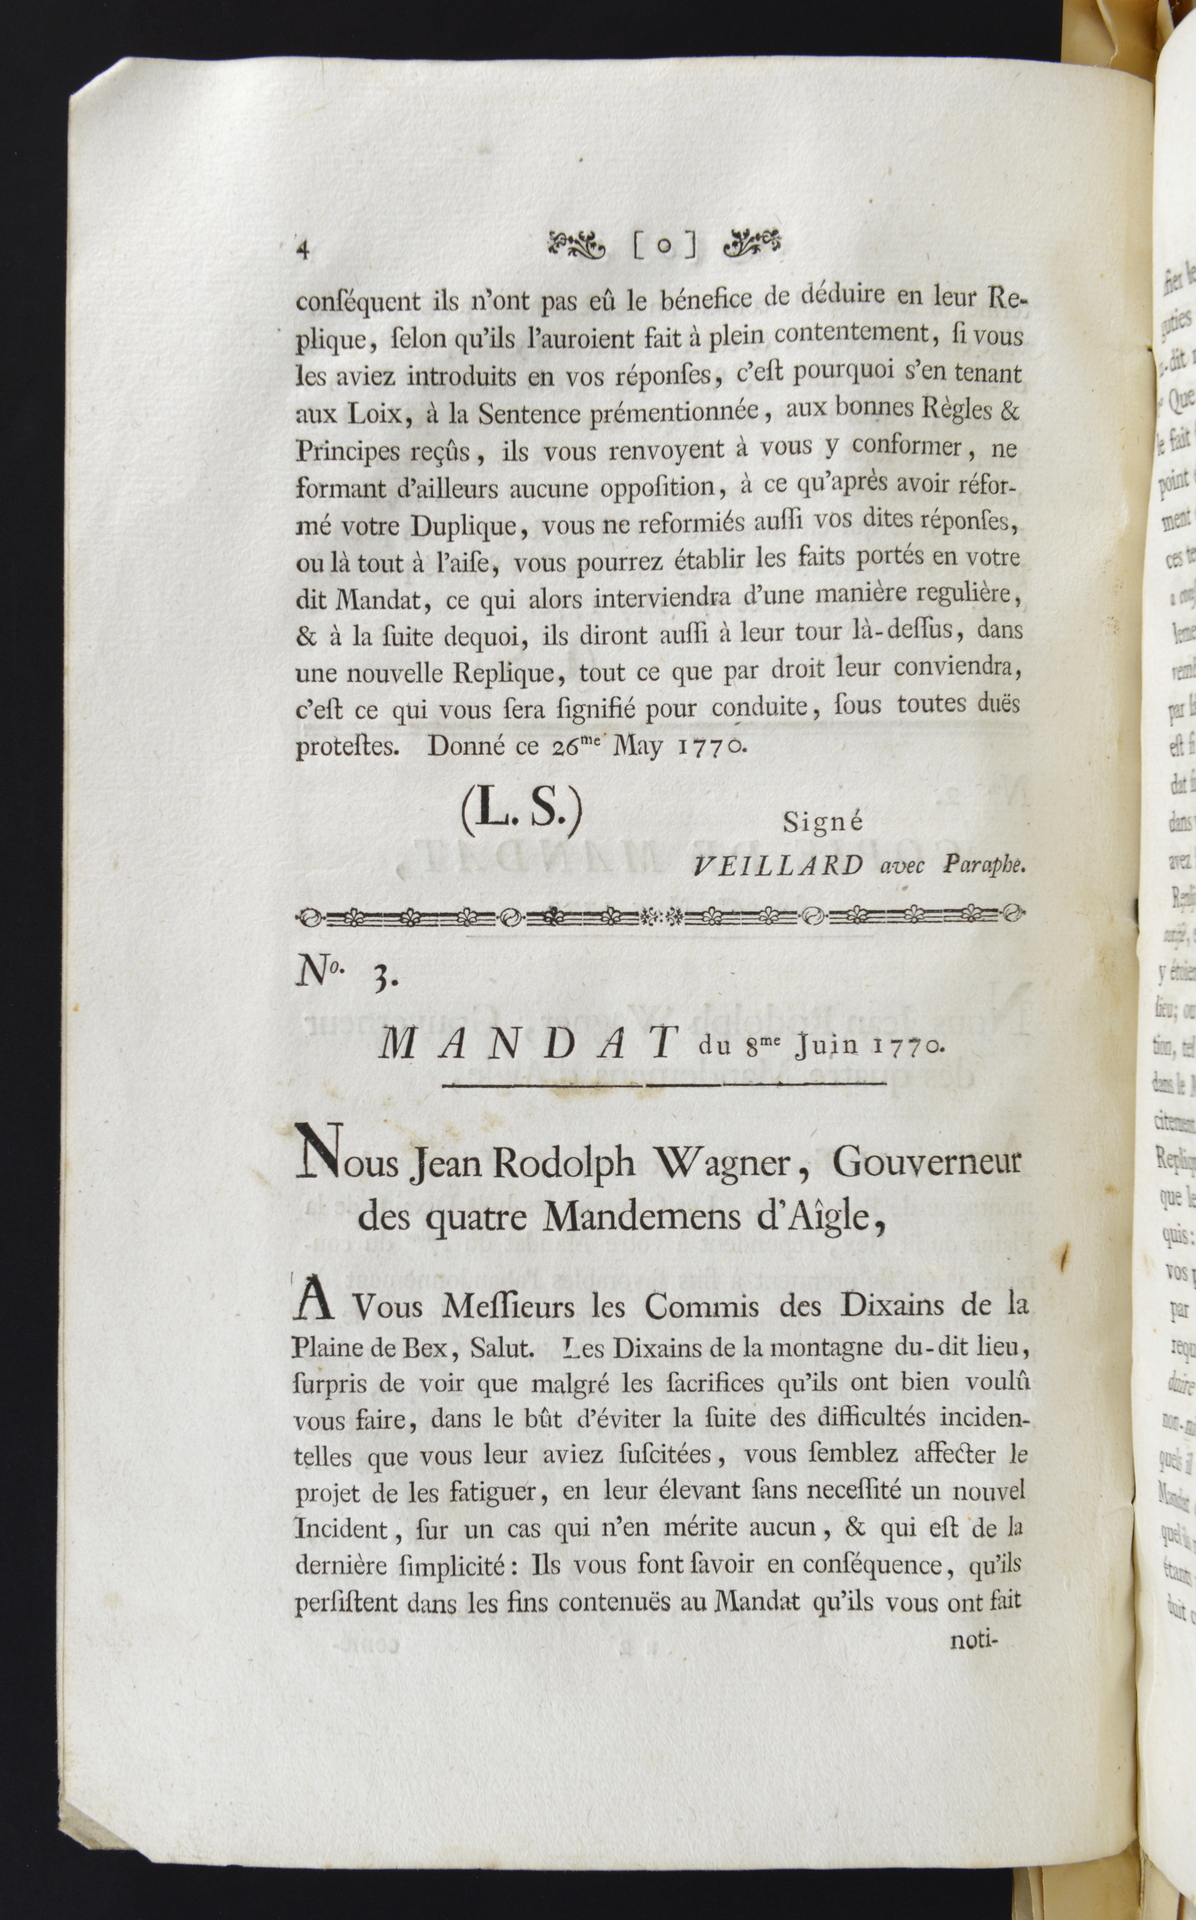 4 [ o ]
conſéquent ils n'ont pas eû le bénefice de déduire en leur Re-
plique, ſelon qu'ils l'auroient fait à plein contentement, ſi vous
les aviez introduits en vos réponſes, c'eſt pourquoi s'en tenant
aux Loix, à la Sentence prémentionnée, aux bonnes Règles &
Principes reçûs, ils vous renvoyent à vous y conformer, ne
formant d'ailleurs aucune oppoſition, à ce qu'après avoir réfor-
mé votre Duplique, vous ne reformiés auſſi vos dites réponſes,
ou là tout à l'aiſe, vous pourrez établir les faits portés en votre
dit Mandat, ce qui alors interviendra d'une manière regulière,
& à la ſuite dequoi, ils diront auſſi à leur tour là-deſſus, dans
une nouvelle Replique, tout ce que par droit leur conviendra,
c'eſt ce qui vous ſera ſignifié pour conduite, ſous toutes duës
proteſtes. Donné ce 26me May 1770.
(L. S.)
Signé
VEILLARD avec Paraphe.
No. 3.
MANDAT du 8me Juin 1770.
Nous Jean Rodolph Wagner, Gouverneur
des quatre Mandemens d'Aîgle,
A Vous Meſſieurs les Commis des Dixains de la
Plaine de Bex, Salut. Les Dixains de la montagne du-dit lieu,
ſurpris de voir que malgré les ſacrifices qu'ils ont bien voulû
vous faire, dans le bût d'éviter la ſuite des difficultés inciden-
telles que vous leur aviez ſuſcitées, vous ſemblez affecter le
projet de les fatiguer, en leur élevant ſans neceſſité un nouvel
Incident, ſur un cas qui n'en mérite aucun, & qui eſt de la
dernière ſimplicité: Ils vous font ſavoir en conſéquence, qu'ils
perſiſtent dans les fins contenuës au Mandat qu'ils vous ont fait
noti-